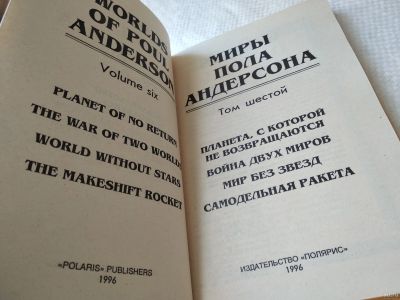 WORLDS
OF POUL
ANDERSON
Volume six
PLANET OF NO RETURN
THE WAR OF TWO WORLDS
WORLD WITHOUT STARS
THE MAKESHIFT ROCKET
«POLARIS» PUBLISHERS
1996
МИРЫ
ПОЛА
АНДЕРСОНА
Том шестой
ПЛАНЕТА, С КОТОРОЙ
НЕ ВОЗВРАЩАЮТСЯ
ВОЙНА ДВУХ МИРОВ
МИР БЕЗ ЗВЕЗД
САМОДЕЛЬНАЯ РАКЕТА
ИЗДАТЕЛЬСТВО «ПОЛЯРИС»
1996